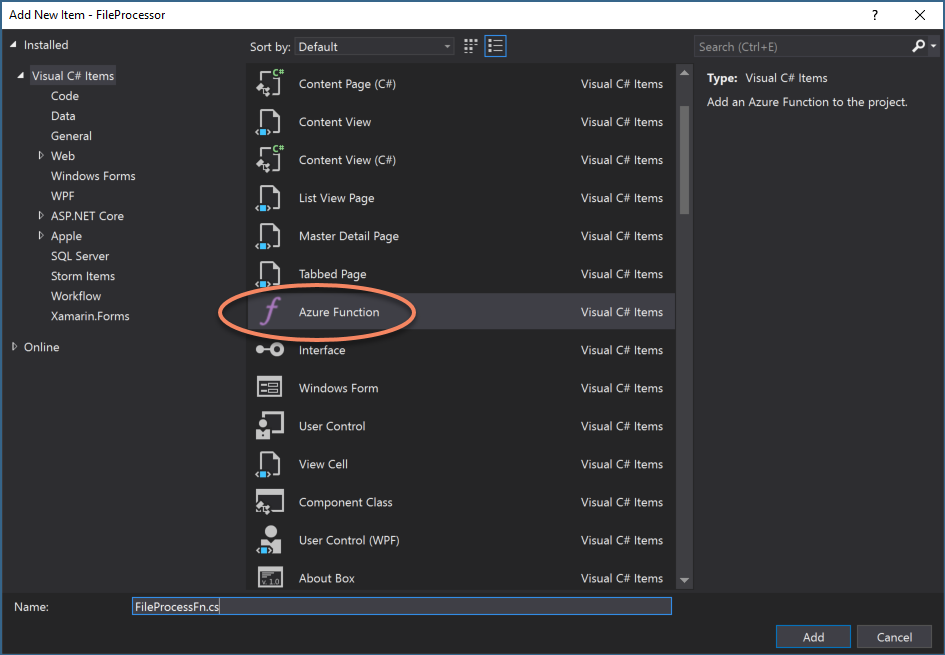 Add New Item - FileProcessor
?
Installed
Visual C# Items
Code
Data
General
Web
Windows Forms
WPF
ASP.NET Core
Apple
SQL Server
Storm Items
Workflow
Xamarin.Forms
Online
Sort by: Default
Content Page (C#) Visual C# Items
Content View Visual C# Items
Content View (C#) Visual C# Items
List View Page Visual C# Items
Master Detail Page Visual C# Items
Tabbed Page Visual C# Items
Azure Function Visual C# Items
Interface Visual C# Items
Windows Form Visual C# Items
User Control Visual C# Items
View Cell Visual C# Items
Component Class Visual C# Items
User Control (WPF) Visual C# Items
About Box Visual C# Items
Search (Ctrl+E)
Type: Visual C# Items
Add an Azure Function to the project.
Name: FileProcessFn.cs
Add Cancel